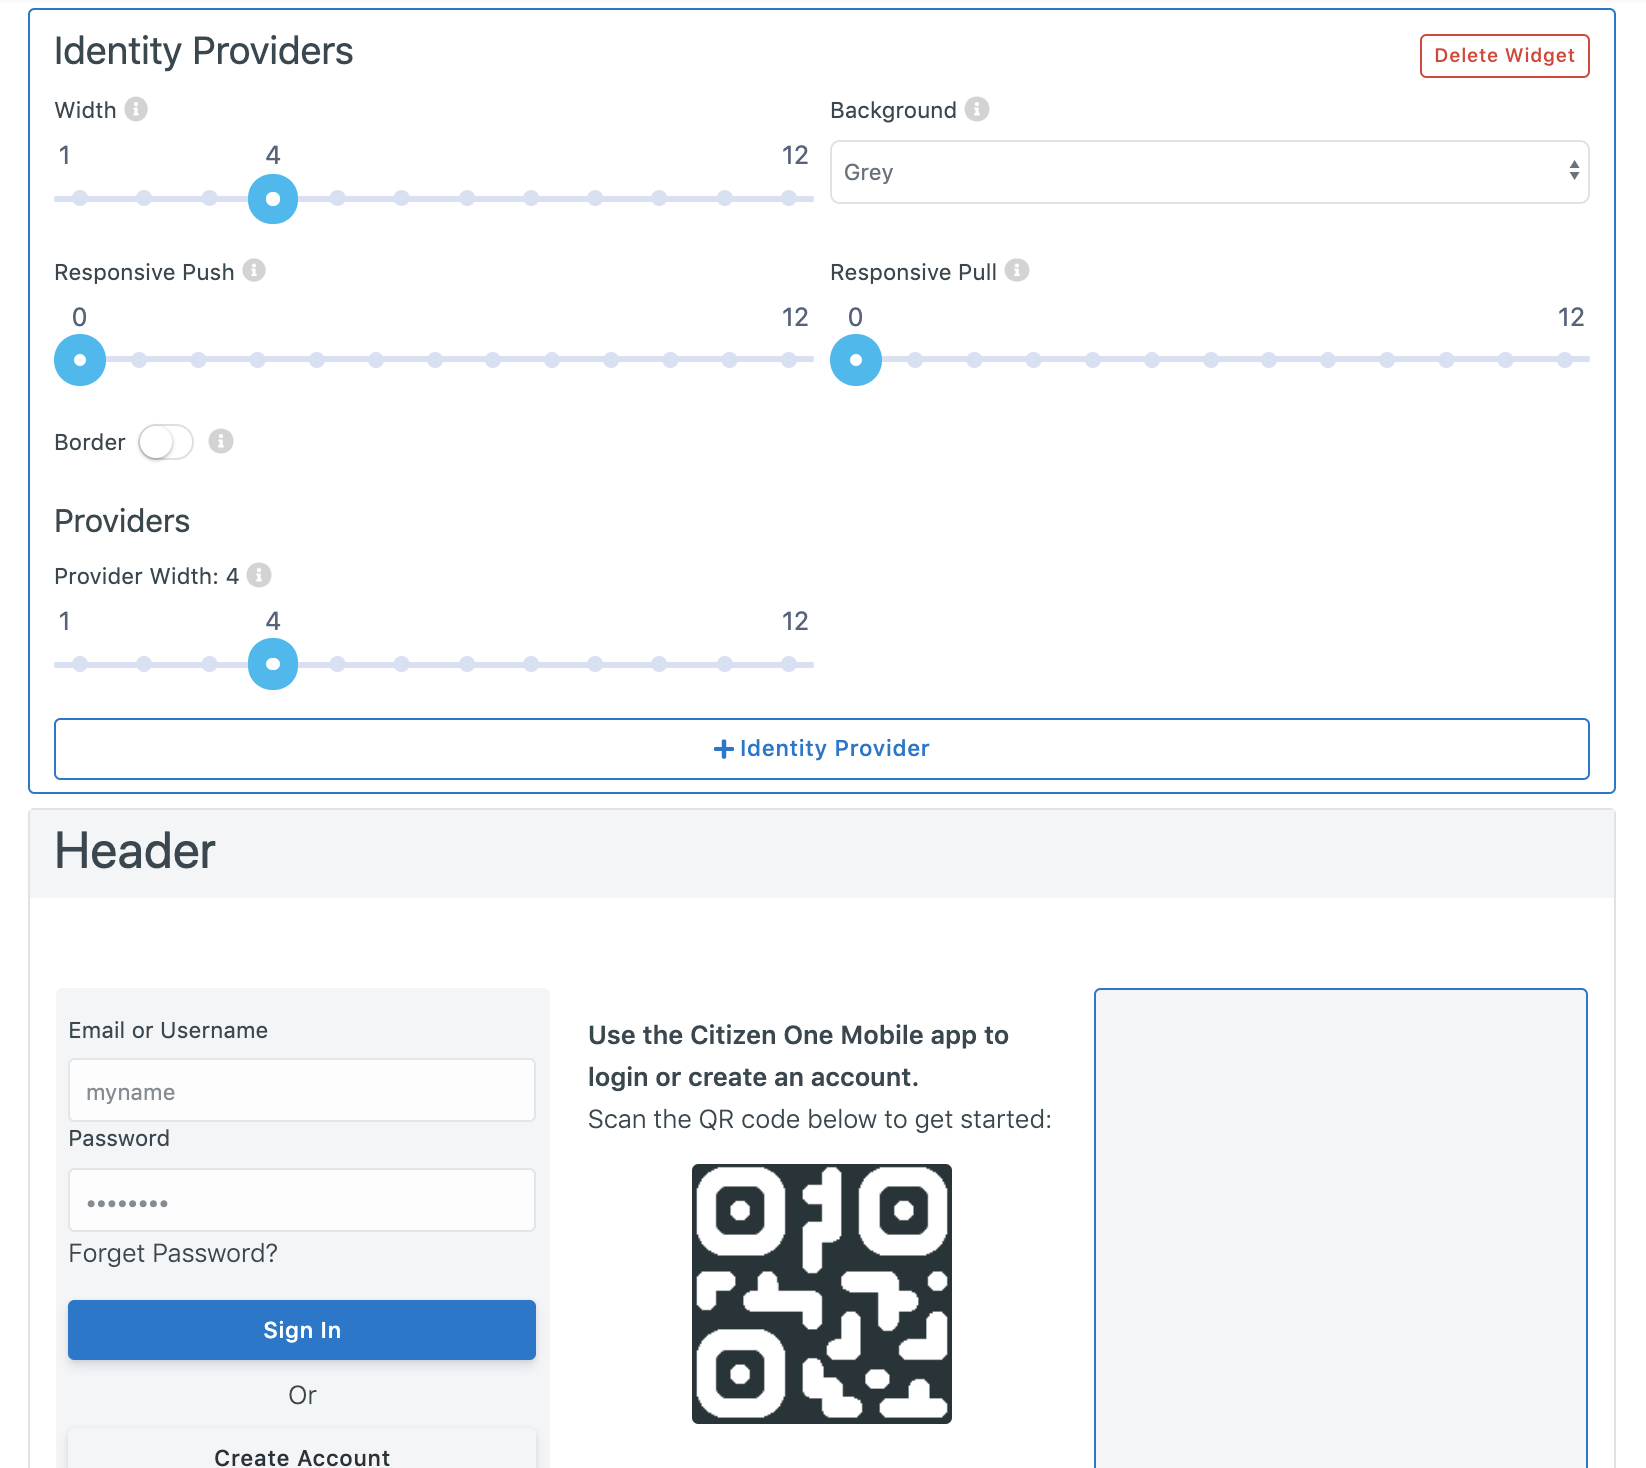 Identity Providers
Delete Widget
Width
Background
1 4 12
Grey
Responsive Push
Responsive Pull
0 12
0 12
Border
Providers
Provider Width: 4
1 4 12
Identity Provider
Header
Email or Username
myname
Password
••••••••
Forget Password?
Sign In
Or
Create Account
Use the Citizen One Mobile app to
login or create an account.
Scan the QR code below to get started: